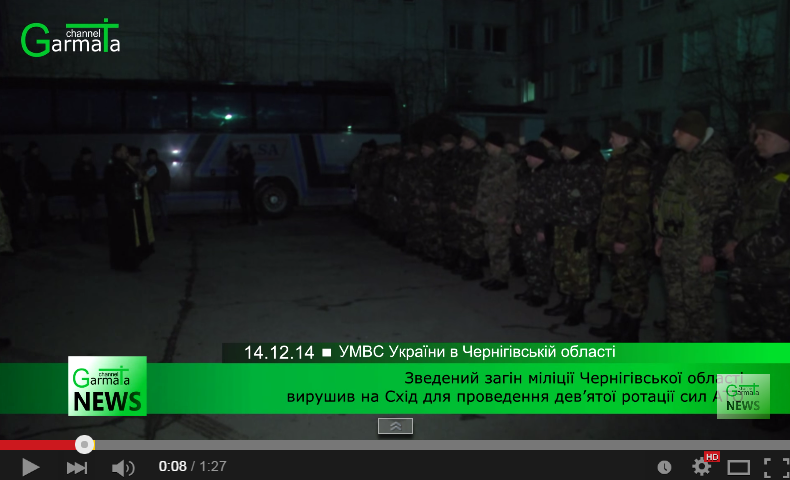 channel
GarmaTa
14.12.14 ■ УМВС України в Чернігівській області
channel
GarmaTa
NEWS
Зведений загін міліції Чернігівської області
вирушив на Схід для проведення дев'ятої ротації сил
channel
GarmaTa
NEWS
0:08 / 1:27
HD